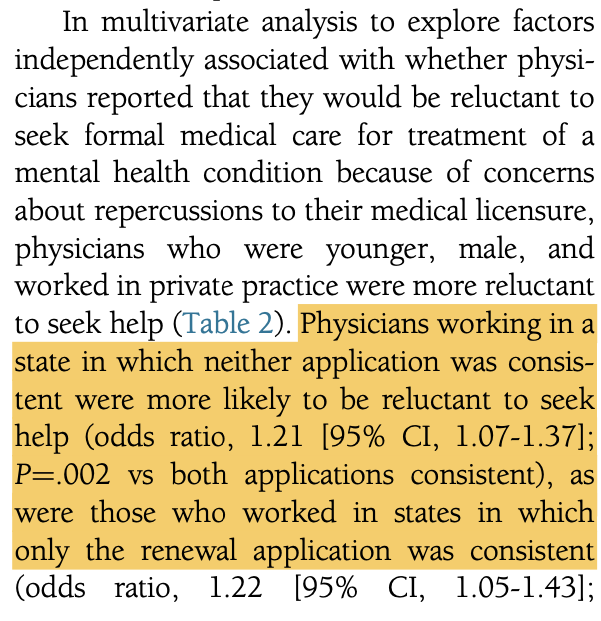 In multivariate analysis to explore factors
independently associated with whether physi-
cians reported that they would be reluctant to
seek formal medical care for treatment of a
mental health condition because of concerns
about repercussions to their medical licensure,
physicians who were younger, male, and
worked in private practice were more reluctant
to seek help (Table 2). Physicians working in a
state in which neither application was consis-
tent were more likely to be reluctant to seek
help (odds ratio, 1.21 [95% CI, 1.07-1.37];
P=.002 vs both applications consistent), as
were those who worked in states in which
only the renewal application was consistent
(odds ratio, 1.22 [95% CI, 1.05-1.43];